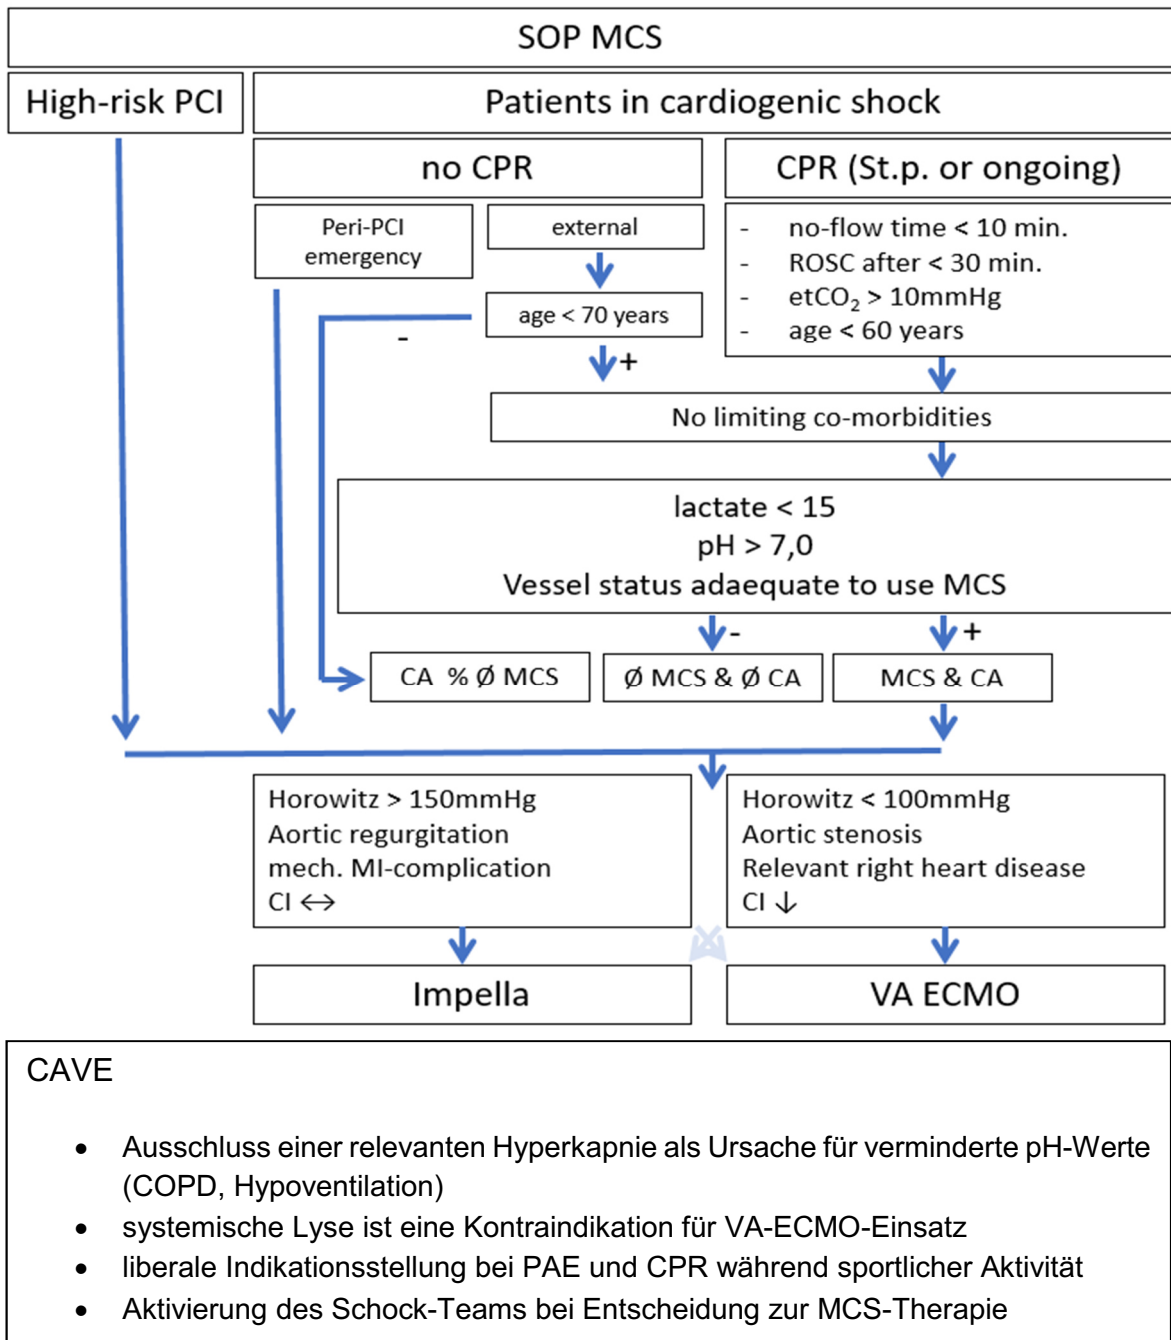 SOP MCS
High-risk PCI
Patients in cardiogenic shock
no CPR
CPR (St.p. or ongoing)
Peri-PCI
emergency
external
age < 70 years
- no-flow time < 10 min.
- ROSC after < 30 min.
- etCO₂ > 10mmHg
- age < 60 years
-
+
No limiting co-morbidities
lactate < 15
pH > 7,0
Vessel status adaequate to use MCS
-
+
CA % Ø MCS
Ø MCS & Ø CA
MCS & CA
Horowitz > 150mmHg
Aortic regurgitation
mech. MI-complication
CI ↔
Horowitz < 100mmHg
Aortic stenosis
Relevant right heart disease
CI ↓
Impella
VA ECMO
CAVE
• Ausschluss einer relevanten Hyperkapnie als Ursache für verminderte pH-Werte
(COPD, Hypoventilation)
• systemische Lyse ist eine Kontraindikation für VA-ECMO-Einsatz
• liberale Indikationsstellung bei PAE und CPR während sportlicher Aktivität
• Aktivierung des Schock-Teams bei Entscheidung zur MCS-Therapie